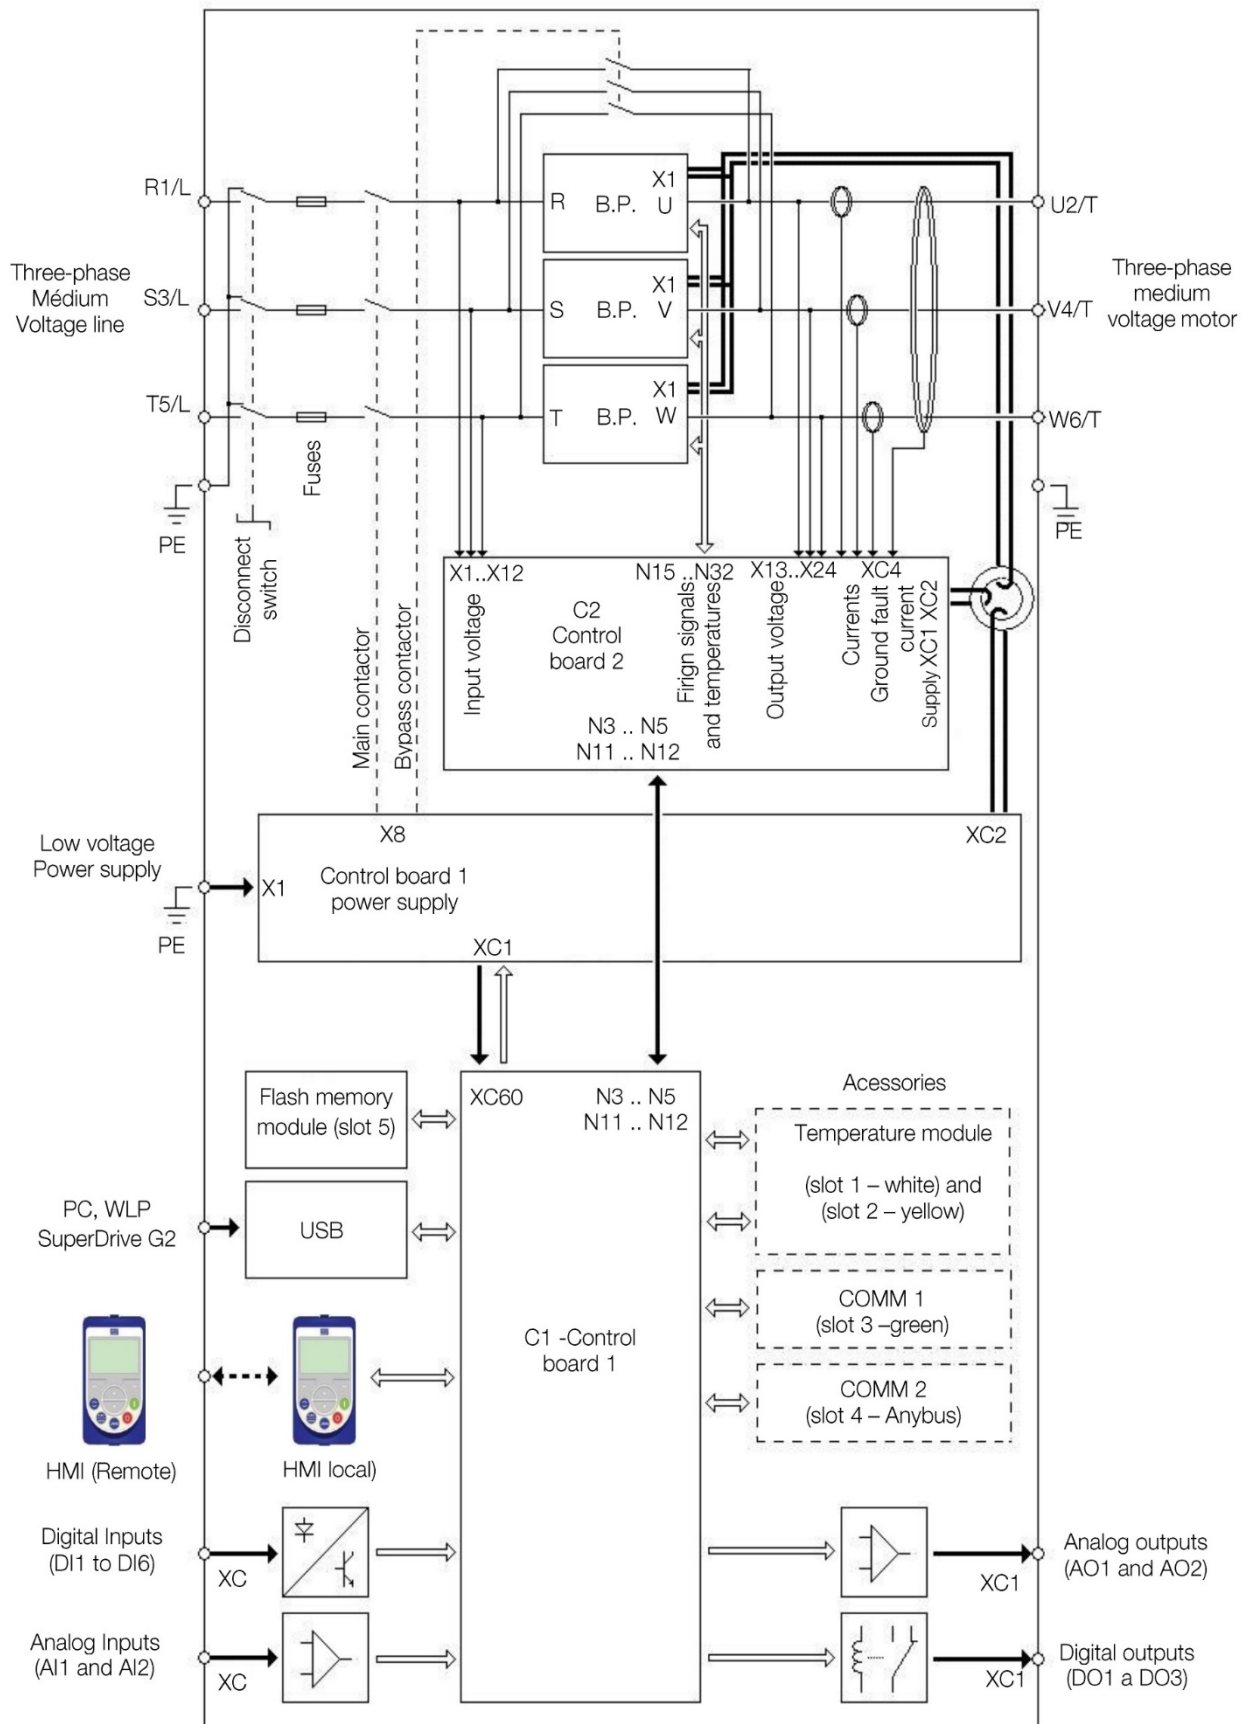 R1/L
Three-phase
Médium
Voltage line
S3/L
T5/L
PE
Disconnect
switch
Fuses
Main contactor
Bypass contactor
R B.P. U X1
S B.P. V X1
T B.P. W X1
U2/T
Three-phase
medium
voltage motor
V4/T
W6/T
PE
X1..X12
Input voltage
C2
Control
board 2
N15 ..N32
Firign signals
and temperatures
X13..X24
Output voltage
XC4
Currents
Ground fault
current
Supply XC1 XC2
N3 .. N5
N11 .. N12
Low voltage
Power supply
PE
X8
XC2
X1
Control board 1
power supply
XC1
Flash memory
module (slot 5)
XC60
N3 .. N5
N11 .. N12
Acessories
Temperature module
(slot 1 – white) and
(slot 2 – yellow)
PC, WLP
SuperDrive G2
USB
COMM 1
(slot 3 –green)
C1 -Control
board 1
COMM 2
(slot 4 – Anybus)
HMI (Remote)
HMI local)
Digital Inputs
(DI1 to DI6)
XC
Analog outputs
(AO1 and AO2)
XC1
Analog Inputs
(AI1 and AI2)
XC
Digital outputs
(DO1 a DO3)
XC1